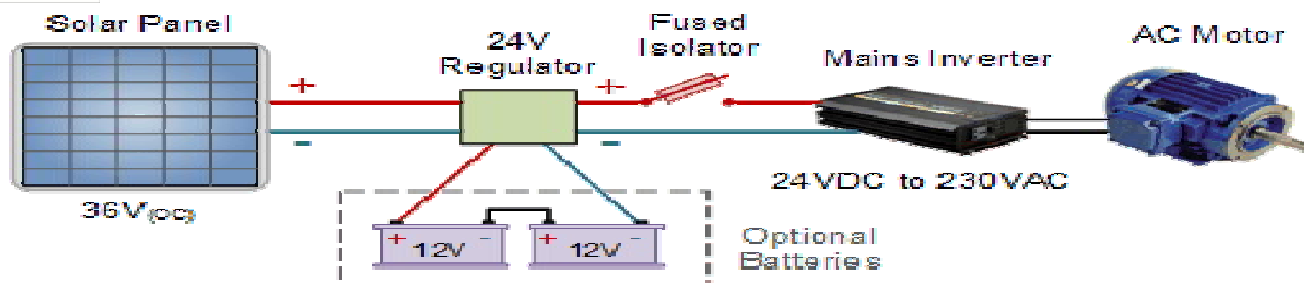 Solar Panel
24V
Regulator
Fused
Isolator
Mains Inverter
AC Motor
+
+
-
-
36V(OC)
24VDC to 230VAC
+ 12V -
+ 12V -
Optional
Batteries